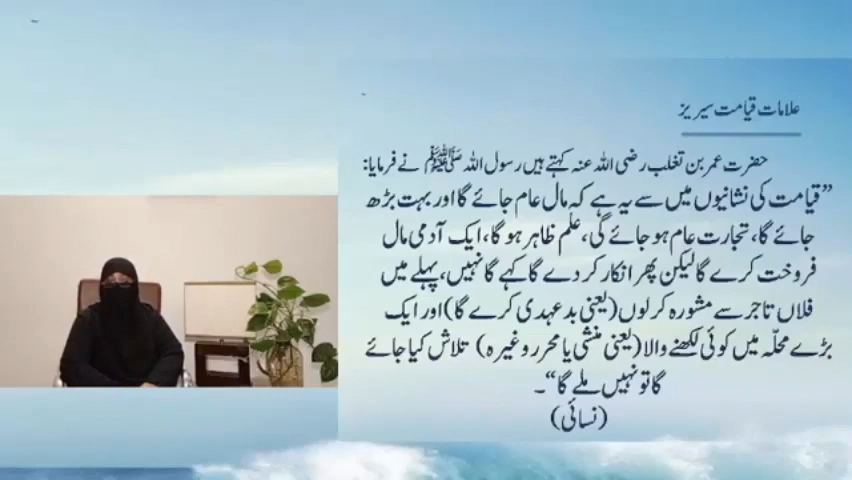 علامات قیامت سیریز
حضرت عمر بن تغلب رضی اللہ عنہ کہتے ہیں رسول اللہ ﷺ نے فرمایا:
”قیامت کی نشانیوں میں سے یہ ہے کہ مال عام جائے گا اور بہت بڑھ
جائے گا، تجارت عام ہو جائے گی، علم ظاہر ہو گا، ایک آدمی مال
فروخت کرے گا لیکن پھر انکار کر دے گا کہے گا نہیں، پہلے میں
فلاں تاجر سے مشورہ کر لوں (یعنی بد عہدی کرے گا) اور ایک
بڑے محلّہ میں کوئی لکھنے والا (یعنی منشی یا محرر وغیرہ) تلاش کیا جائے
گا تو نہیں ملے گا“۔
(نسائی)